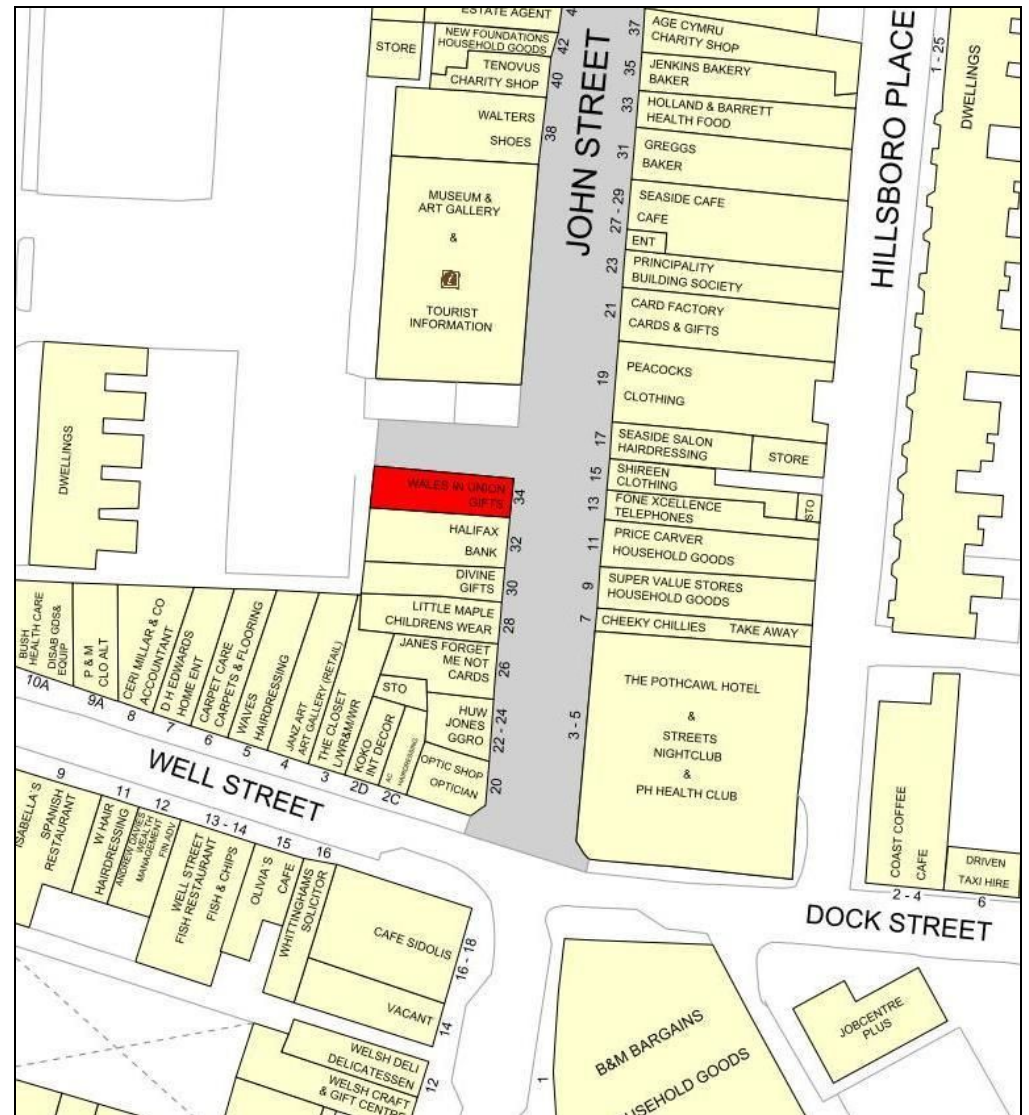 ESTATE AGENT
4
STORE
NEW FOUNDATIONS
HOUSEHOLD GOODS
42
TENOVUS
CHARITY SHOP
40
WALTERS
SHOES
38
MUSEUM &
ART GALLERY
&
i
TOURIST
INFORMATION
JOHN STREET
37
AGE CYMRU
CHARITY SHOP
35
JENKINS BAKERY
BAKER
33
HOLLAND & BARRETT
HEALTH FOOD
31
GREGGS
BAKER
27 - 29
SEASIDE CAFE
CAFE
ENT
23
PRINCIPALITY
BUILDING SOCIETY
21
CARD FACTORY
CARDS & GIFTS
19
PEACOCKS
CLOTHING
17
SEASIDE SALON
HAIRDRESSING
STORE
15
SHIREEN
CLOTHING
13
FONE XCELLENCE
TELEPHONES
STO
11
PRICE CARVER
HOUSEHOLD GOODS
9
SUPER VALUE STORES
HOUSEHOLD GOODS
7
CHEEKY CHILLIES TAKE AWAY
3 - 5
THE POTHCAWL HOTEL
&
STREETS
NIGHTCLUB
&
PH HEALTH CLUB
HILLSBORO PLACE
1 - 25
DWELLINGS
DWELLINGS
WALES IN UNION
GIFTS
34
HALIFAX
BANK
32
DIVINE
GIFTS
30
LITTLE MAPLE
CHILDRENS WEAR
28
JANES FORGET
ME NOT
CARDS
26
STO
HUW
JONES
GGRO
22 - 24
OPTIC SHOP
OPTICIAN
20
BUSH
HEALTH CARE
DISAB GDS&
EQUIP
10A
P & M
CLO ALT
9A
CERI MILLAR & CO
ACCOUNTANT
8
D H EDWARDS
HOME ENT
7
CARPET CARE
CARPETS & FLOORING
6
WAVES
HAIRDRESSING
5
JANZ ART
ART GALLERY (RETAIL)
4
THE CLOSET
LWR&M/WR
3
KOKO
INT DECOR
2D
AC
HAIRDRESSING
2C
WELL STREET
9
ISABELLA`S
SPANISH
RESTAURANT
11
W HAIR
HAIRDRESSING
12
ANDREW DAVIES
WEALTH
MANAGEMENT
FIN ADV
13 - 14
WELL STREET
FISH RESTAURANT
FISH & CHIPS
15
OLIVIA`S
CAFE
16
WHITTINGHAMS
SOLICITOR
CAFE SIDOLIS
16 - 18
VACANT
14
WELSH DELI
DELICATESSEN
12
WELSH CRAFT
& GIFT CENTRE
COAST COFFEE
CAFE
2 - 4
DRIVEN
TAXI HIRE
6
DOCK STREET
JOBCENTRE
PLUS
1
B&M BARGAINS
USEHOLD GOODS